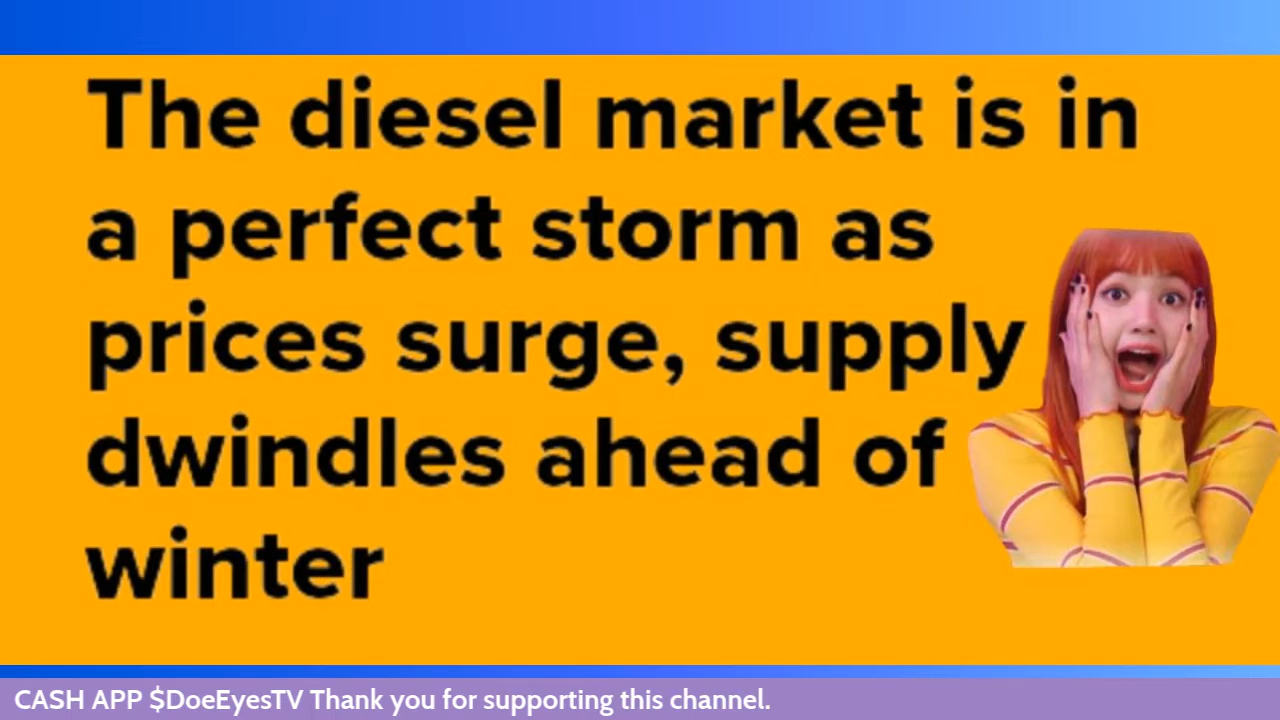 The diesel market is in
a perfect storm as
prices surge, supply
dwindles ahead of
winter
CASH APP $DoeEyesTV Thank you for supporting this channel.